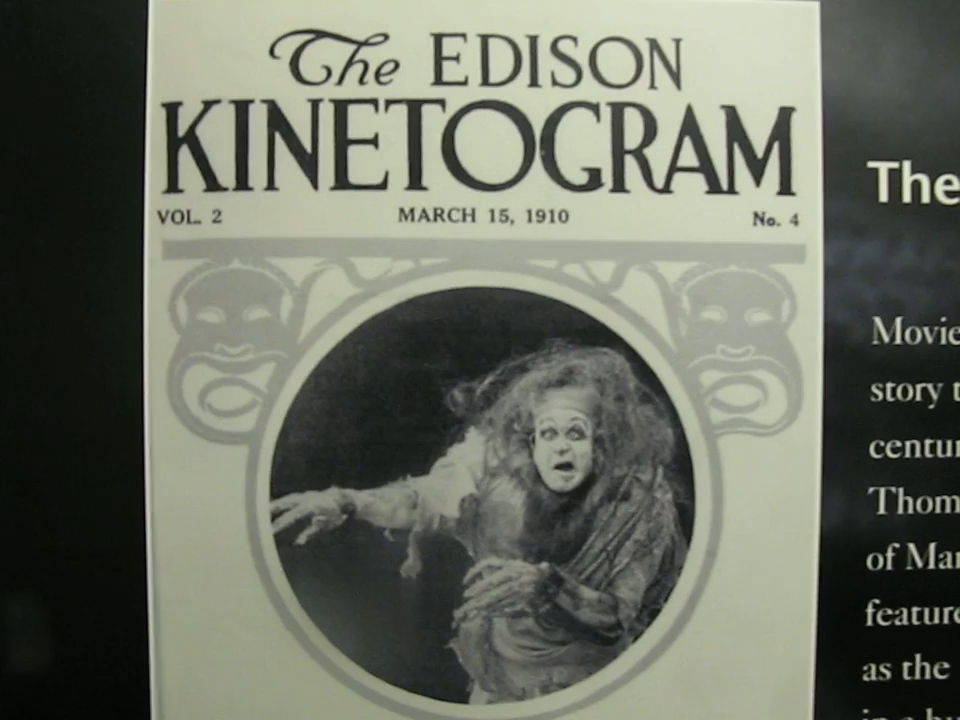 The EDISON
KINETOGRAM
VOL. 2 MARCH 15, 1910 No. 4
The
Movie
story t
centur
Thom
of Mar
feature
as the